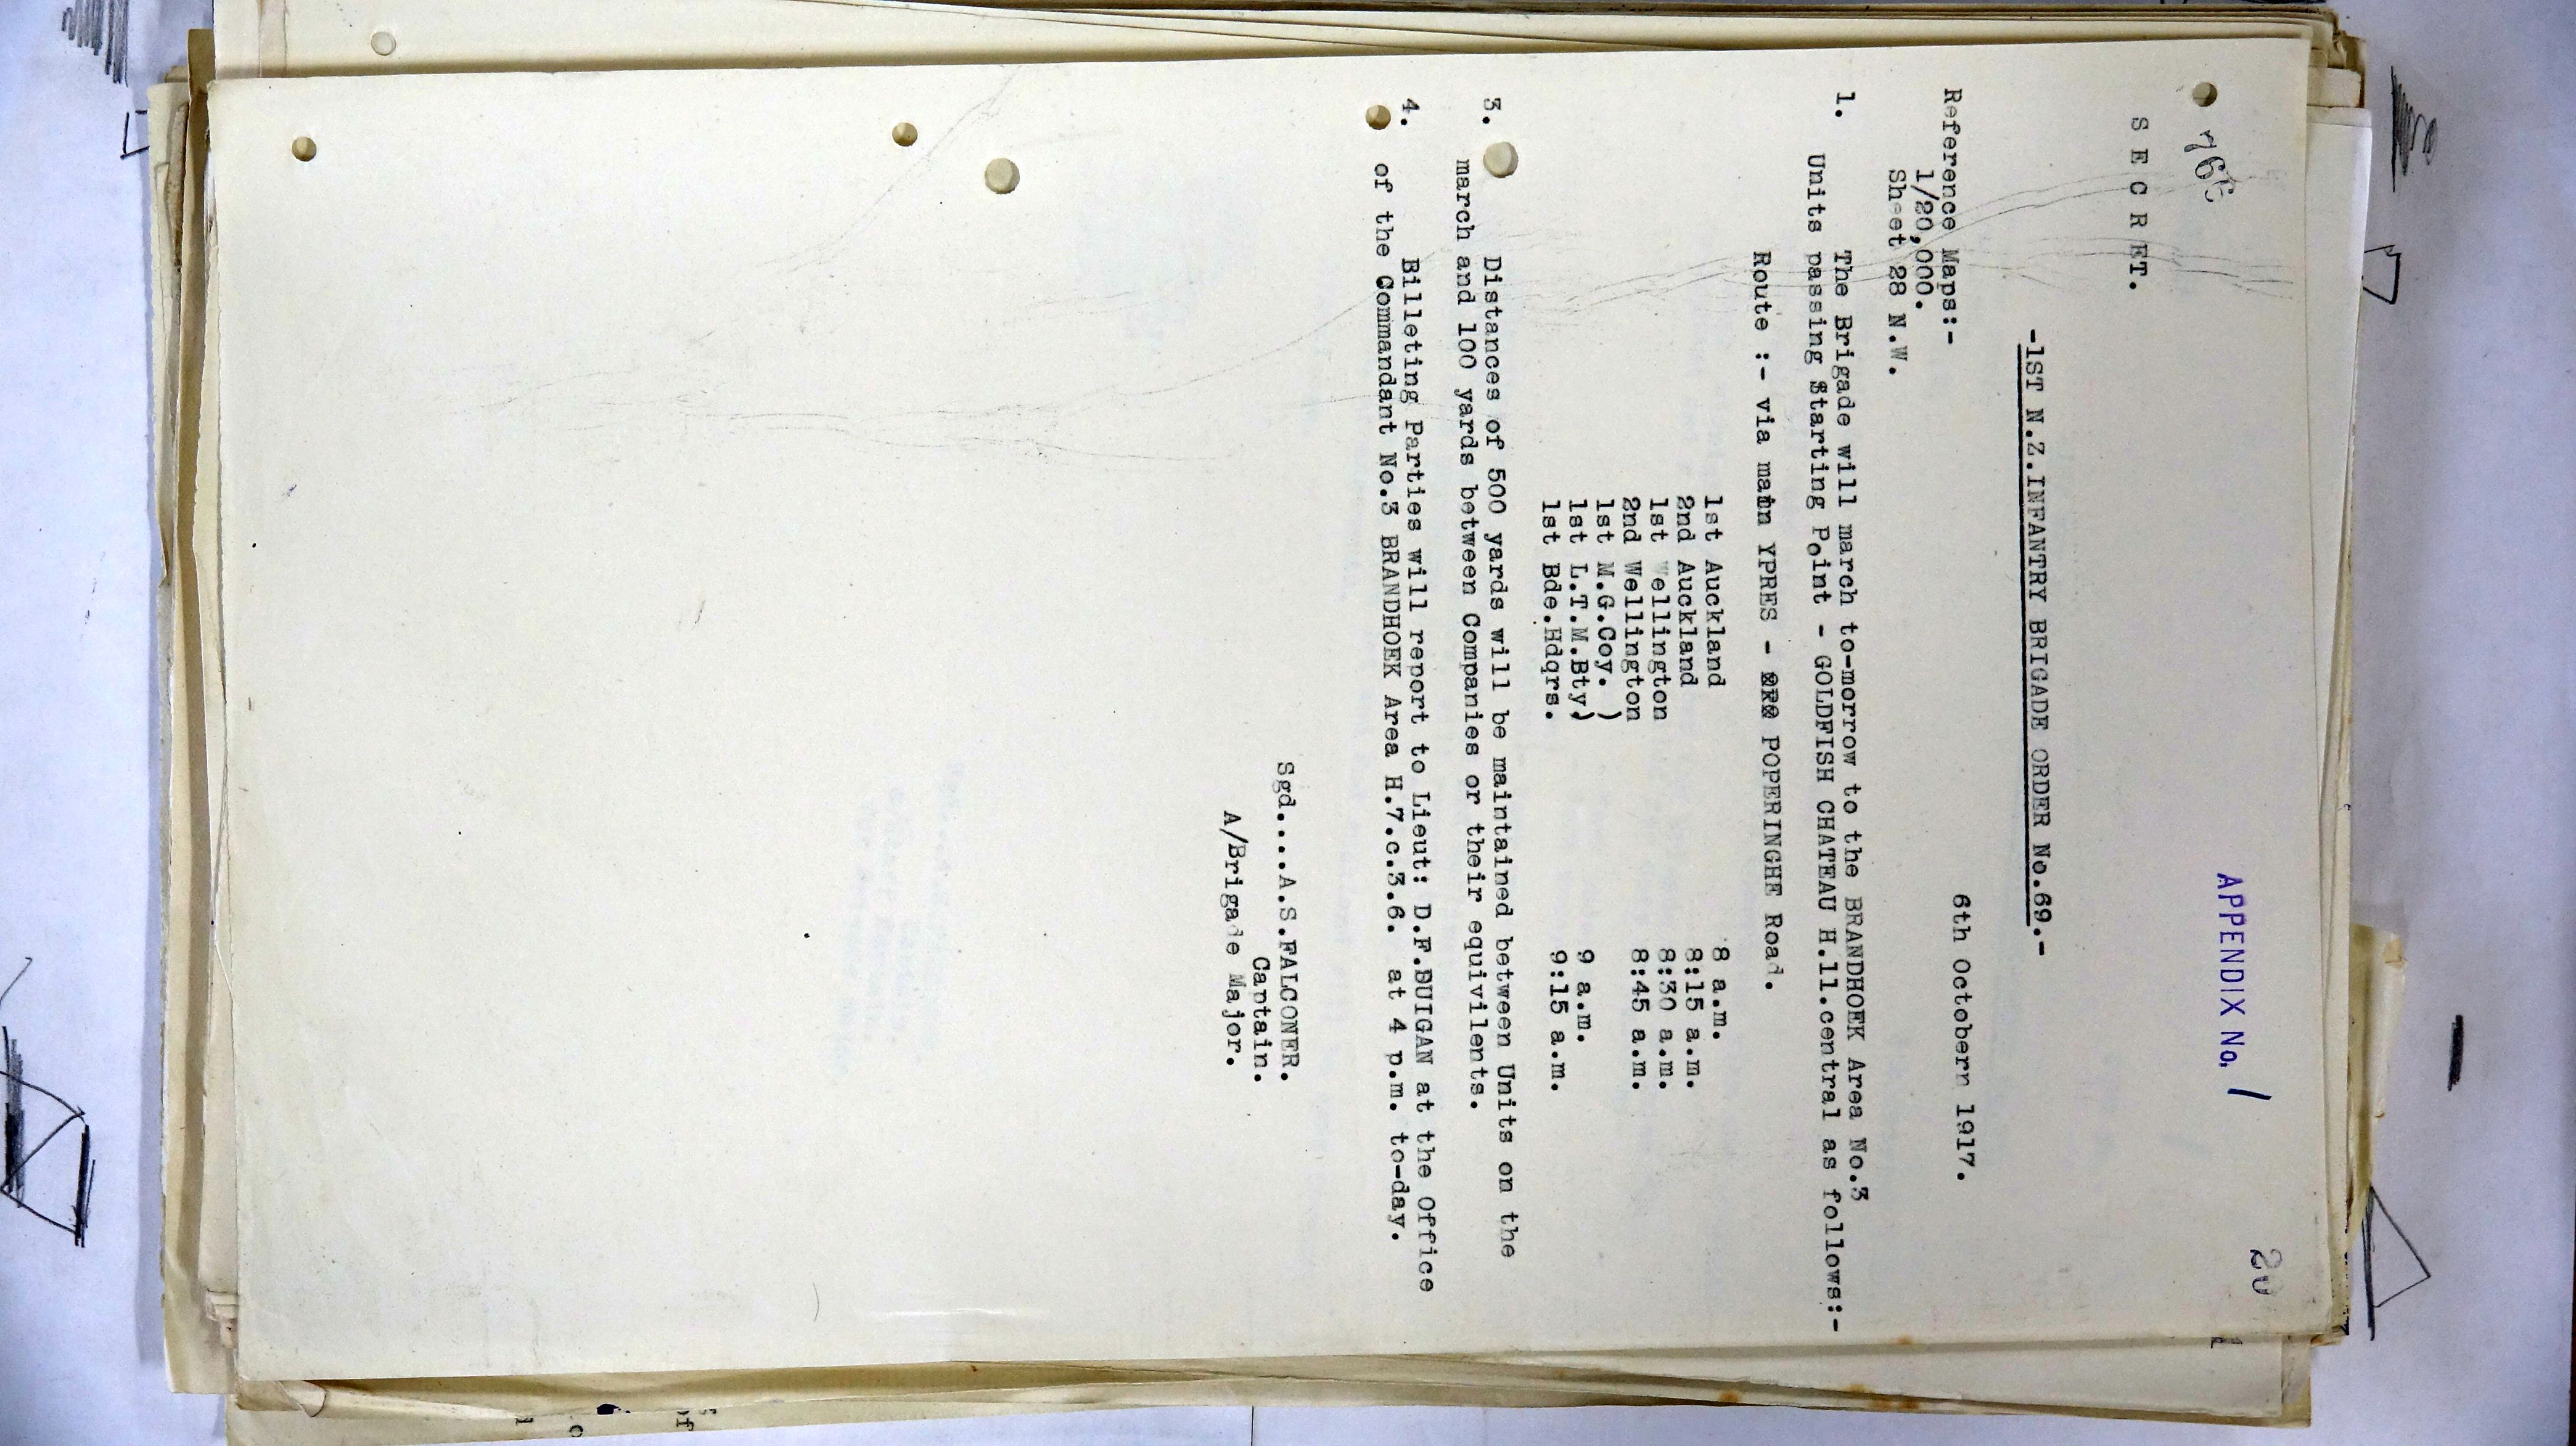 766
APPENDIX No. 1
20
S E C R E T.
-1ST N.Z.INFANTRY BRIGADE ORDER No.69.-
6th Octobern 1917.
Reference Maps:-
1/20,000.
Sheet 28 N.W.
1. The Brigade will march to-morrow to the BRANDHOEK Area No.3
Units passing Starting Point - GOLDFISH CHATEAU H.11.central as follows:-
Route :- via main YPRES - POPERINGHE Road.
1st Auckland 8 a.m.
2nd Auckland 8:15 a.m.
1st Wellington 8:30 a.m.
2nd Wellington 8:45 a.m.
1st M.G.Coy. )
1st L.T.M.Bty) 9 a.m.
1st Bde.Hdqrs. 9:15 a.m.
3. Distances of 500 yards will be maintained between Units on the
march and 100 yards between Companies or their equivilents.
4. Billeting Parties will report to Lieut: D.F.BUIGAN at the Office
of the Commandant No.3 BRANDHOEK Area H.7.c.3.6. at 4 p.m. to-day.
Sgd.....A.S.FALCONER.
Captain.
A/Brigade Major.